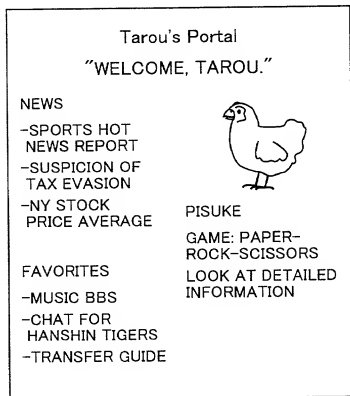 Tarou's Portal
"WELCOME, TAROU."
NEWS
-SPORTS HOT
NEWS REPORT
-SUSPICION OF
TAX EVASION
-NY STOCK
PRICE AVERAGE
FAVORITES
-MUSIC BBS
-CHAT FOR
HANSHIN TIGERS
-TRANSFER GUIDE
PISUKE
GAME: PAPER-
ROCK-SCISSORS
LOOK AT DETAILED
INFORMATION